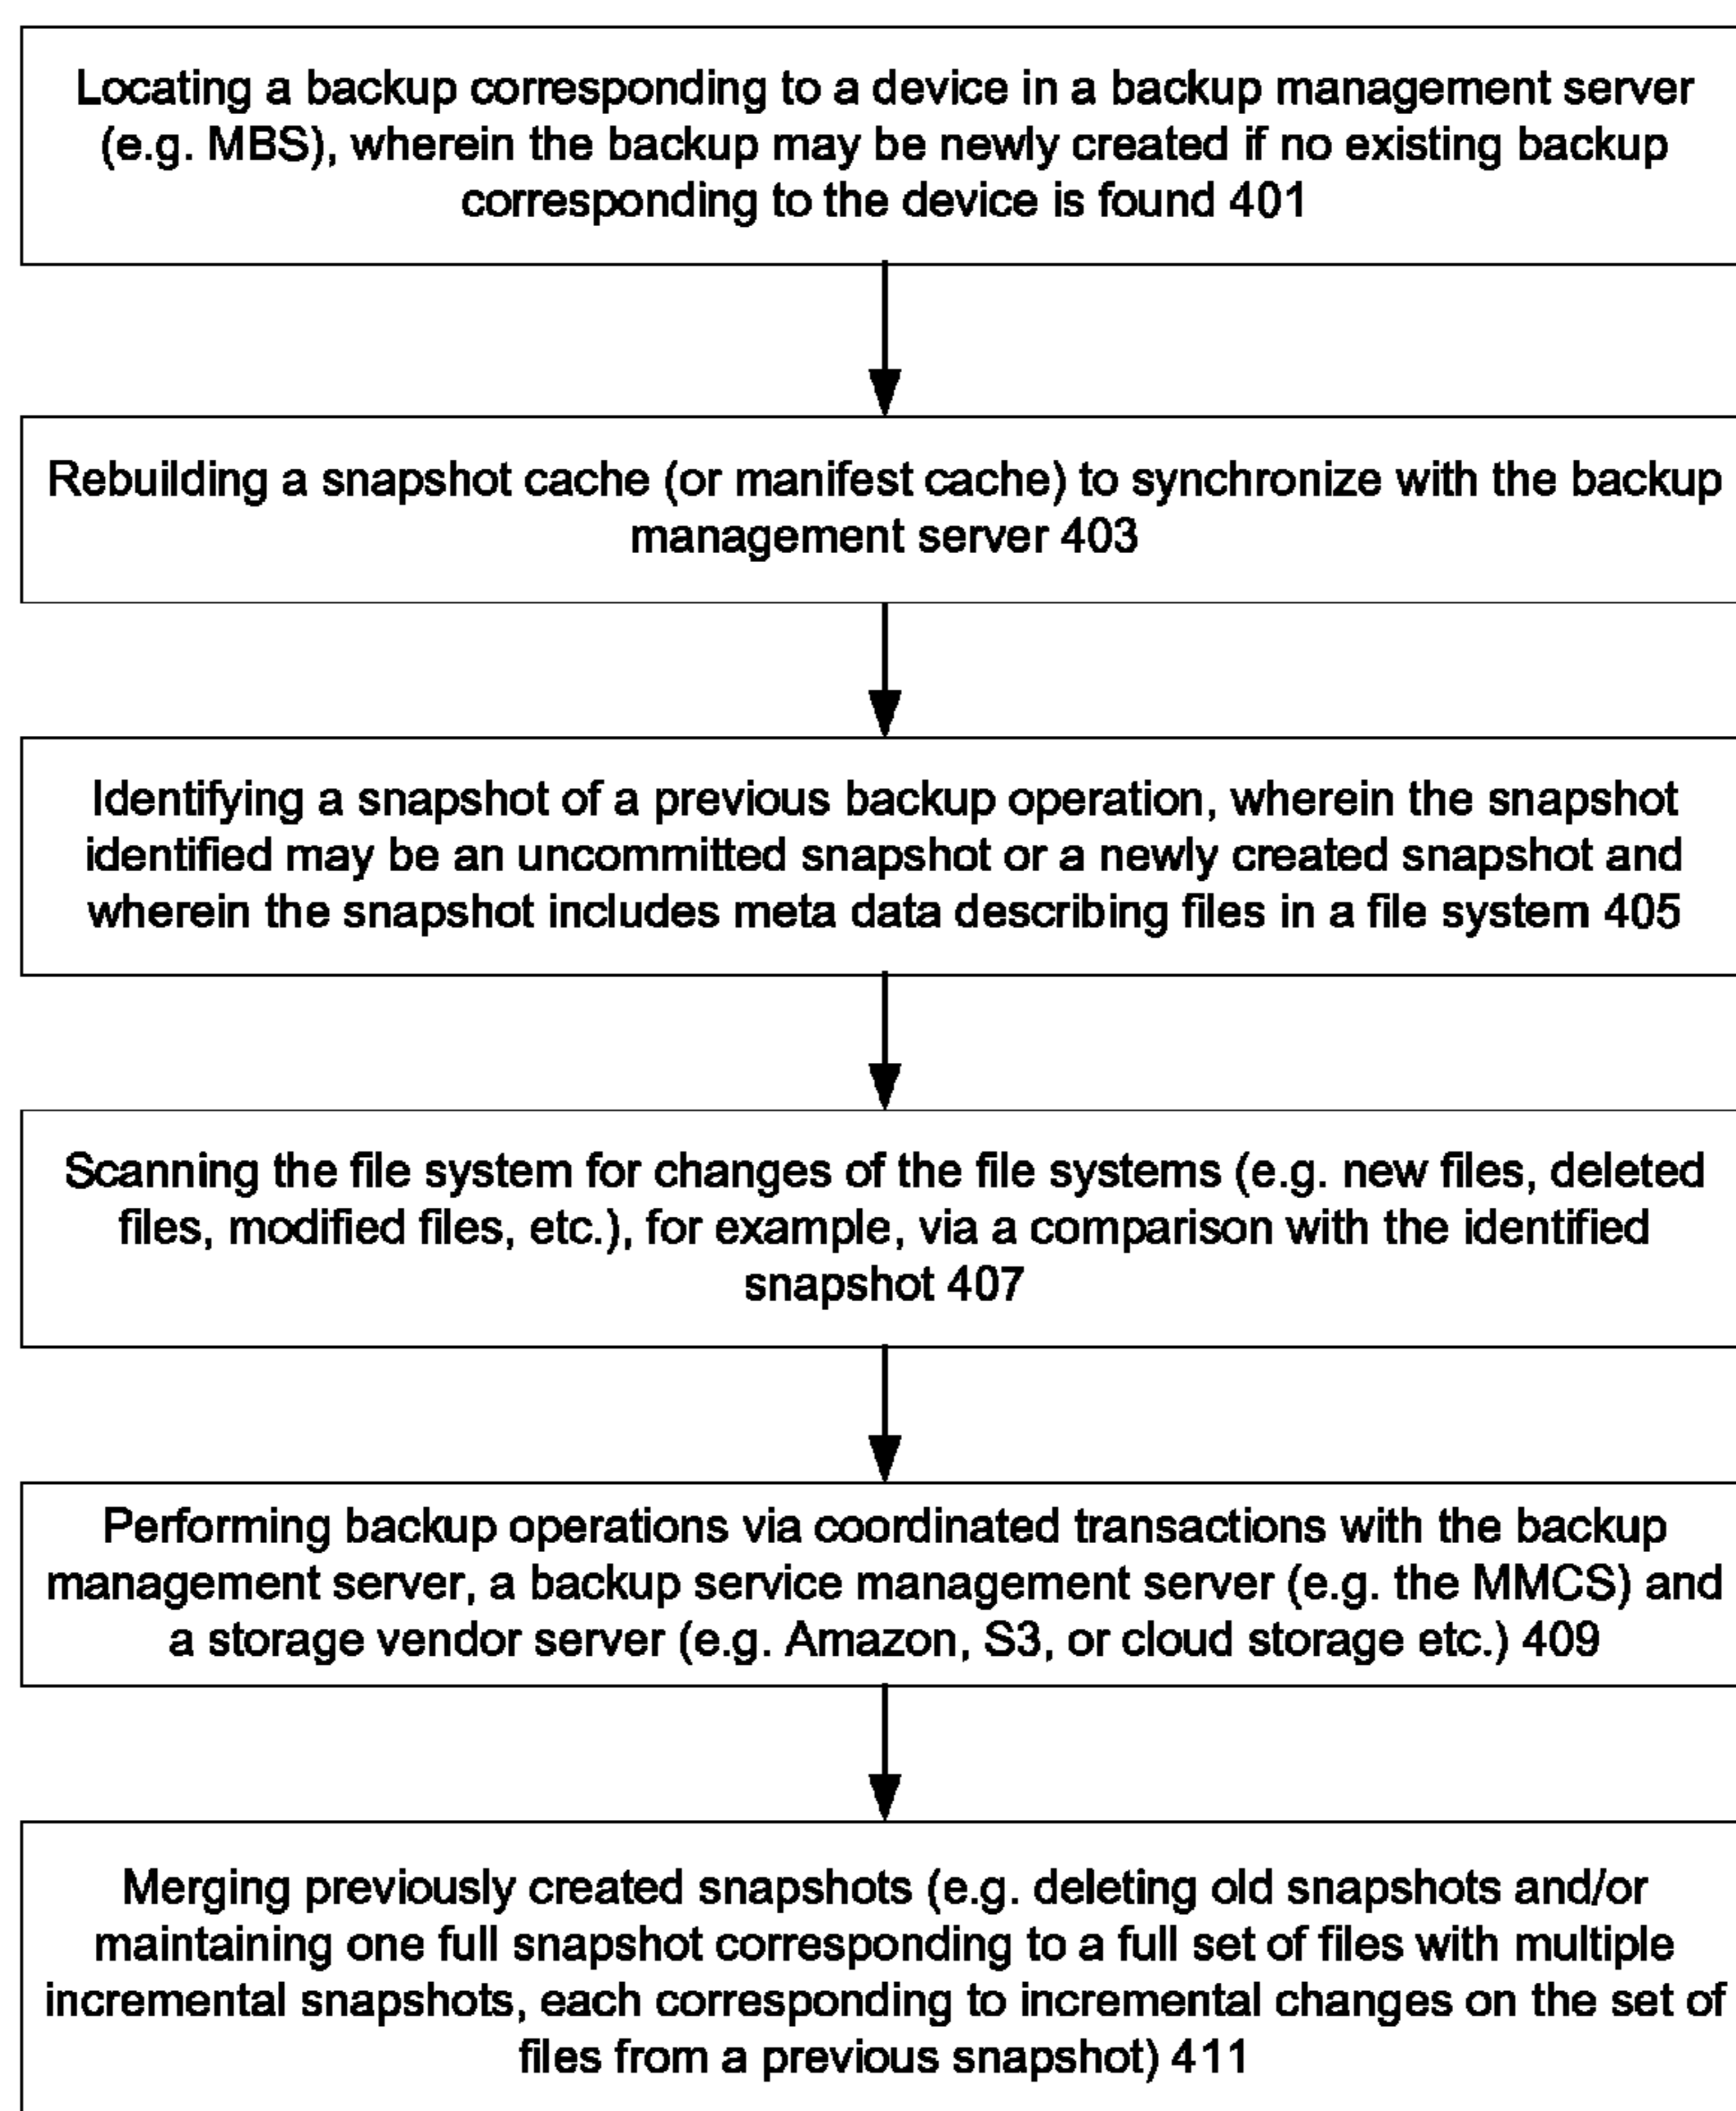 Locating a backup corresponding to a device in a backup management server
(e.g. MBS), wherein the backup may be newly created if no existing backup
corresponding to the device is found 401
Rebuilding a snapshot cache (or manifest cache) to synchronize with the backup
management server 403
Identifying a snapshot of a previous backup operation, wherein the snapshot
identified may be an uncommitted snapshot or a newly created snapshot and
wherein the snapshot includes meta data describing files in a file system 405
Scanning the file system for changes of the file systems (e.g. new files, deleted
files, modified files, etc.), for example, via a comparison with the identified
snapshot 407
Performing backup operations via coordinated transactions with the backup
management server, a backup service management server (e.g. the MMCS) and
a storage vendor server (e.g. Amazon, S3, or cloud storage etc.) 409
Merging previously created snapshots (e.g. deleting old snapshots and/or
maintaining one full snapshot corresponding to a full set of files with multiple
incremental snapshots, each corresponding to incremental changes on the set of
files from a previous snapshot) 411